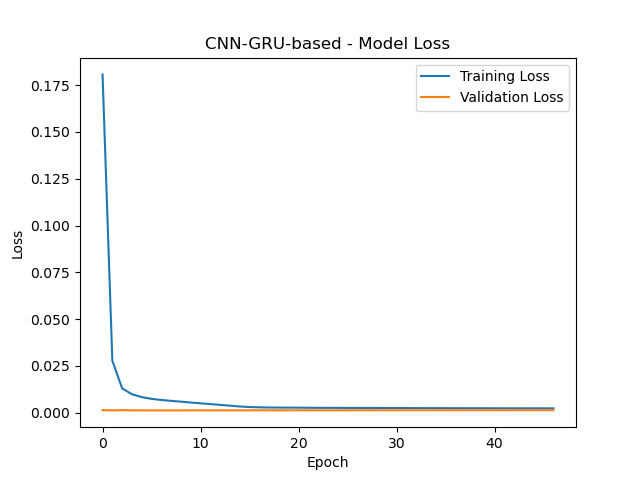 CNN-GRU-based - Model Loss
Training Loss
Validation Loss
0.175
0.150
0.125
0.100
0.075
0.050
0.025
0.000
Loss
0 10 20 30 40
Epoch